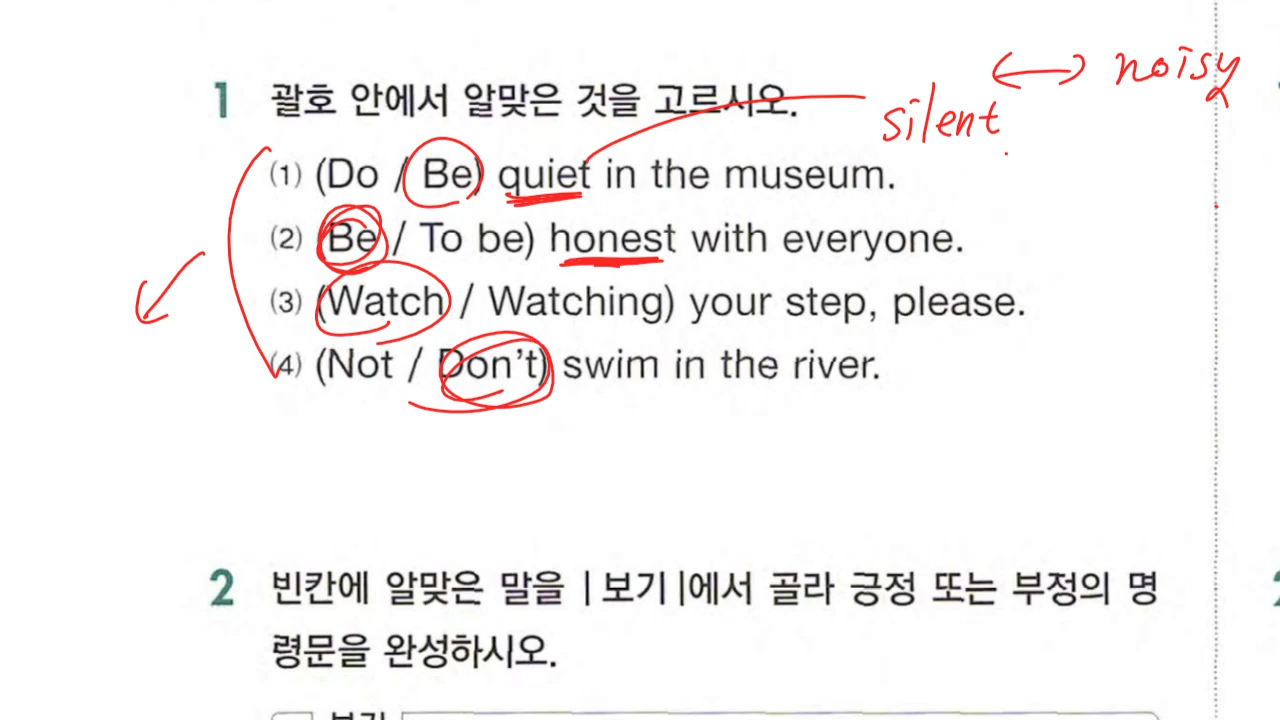 ↔ noisy
silent
1 괄호 안에서 알맞은 것을 고르시오.
(1) (Do / Be) quiet in the museum.
(2) (Be / To be) honest with everyone.
(3) (Watch / Watching) your step, please.
(4) (Not / Don't) swim in the river.
2 빈칸에 알맞은 말을 |보기|에서 골라 긍정 또는 부정의 명
령문을 완성하시오.